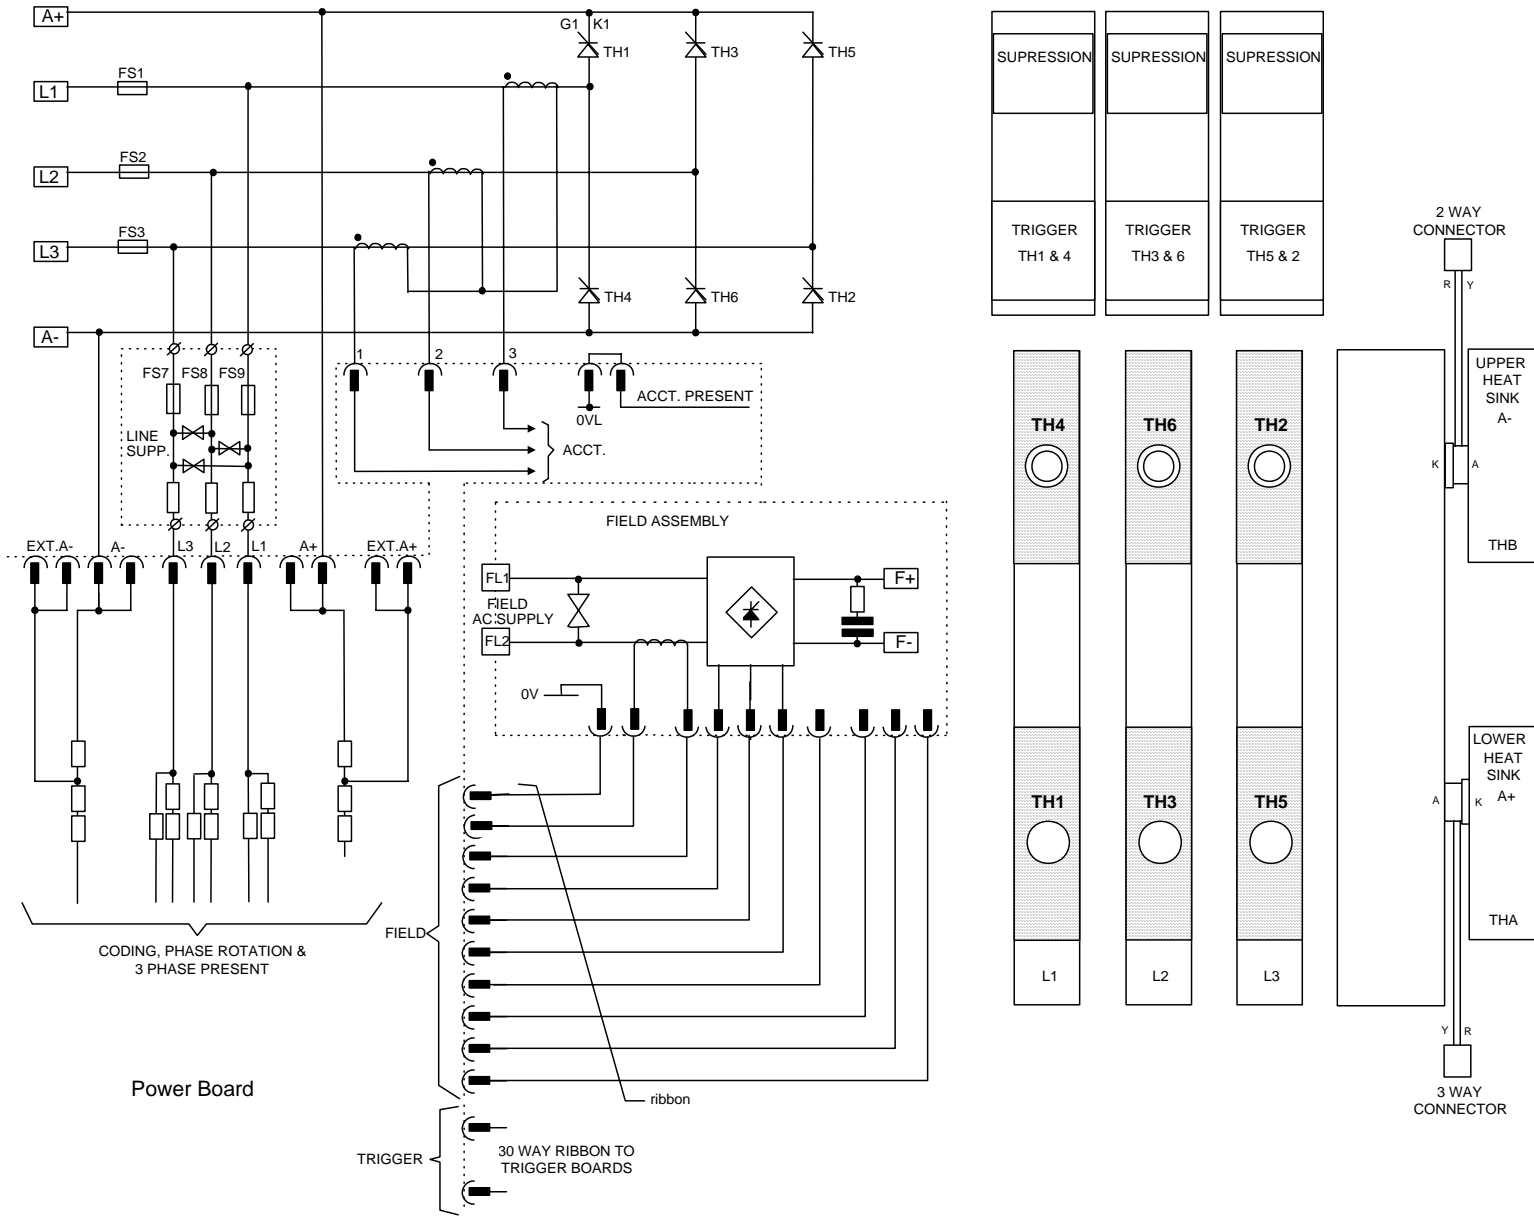 A+
G1 K1
TH1
TH3
TH5
FS1
L1
FS2
L2
FS3
L3
TH4
TH6
TH2
A-
1
2
3
FS7 FS8 FS9
LINE
SUPP.
0VL
ACCT. PRESENT
ACCT.
EXT.A-
A-
L3
L2
L1
A+
EXT.A+
FIELD ASSEMBLY
FL1
F+
FIELD
AC SUPPLY
FL2
F-
0V
CODING, PHASE ROTATION &
3 PHASE PRESENT
FIELD
ribbon
Power Board
TRIGGER
30 WAY RIBBON TO
TRIGGER BOARDS
SUPRESSION
SUPRESSION
SUPRESSION
TRIGGER
TH1 & 4
TRIGGER
TH3 & 6
TRIGGER
TH5 & 2
TH4
TH6
TH2
TH1
TH3
TH5
L1
L2
L3
2 WAY
CONNECTOR
R Y
UPPER
HEAT
SINK
A-
K
A
THB
LOWER
HEAT
SINK
A+
A
K
THA
Y R
3 WAY
CONNECTOR